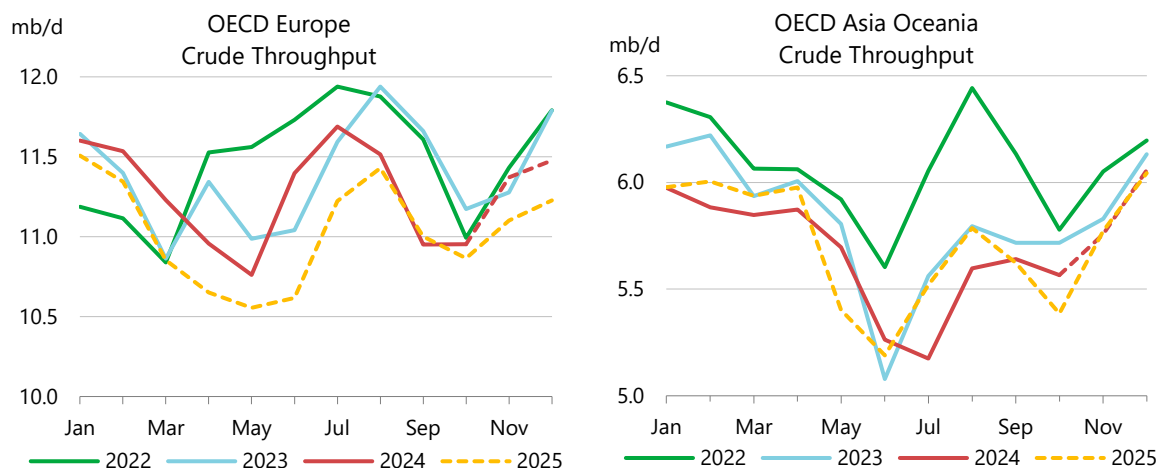 OECD Europe
Crude Throughput
mb/d
12.0
11.5
11.0
10.5
10.0
Jan Mar May Jul Sep Nov
2022 2023 2024 2025
OECD Asia Oceania
Crude Throughput
mb/d
6.5
6.0
5.5
5.0
Jan Mar May Jul Sep Nov
2022 2023 2024 2025